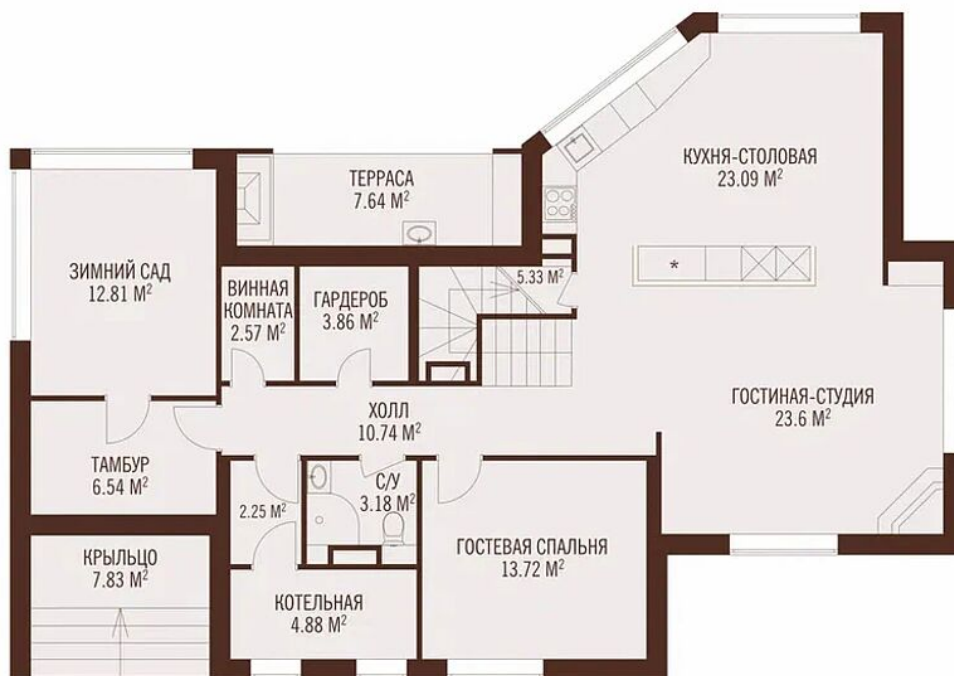 КУХНЯ-СТОЛОВАЯ
23.09 М²
ТЕРРАСА
7.64 М²
ЗИМНИЙ САД
12.81 М²
ВИННАЯ
КОМНАТА
2.57 М²
ГАРДЕРОБ
3.86 М²
5.33 М²
*
ГОСТИНАЯ-СТУДИЯ
23.6 М²
ХОЛЛ
10.74 М²
ТАМБУР
6.54 М²
2.25 М²
С/У
3.18 М²
ГОСТЕВАЯ СПАЛЬНЯ
13.72 М²
КРЫЛЬЦО
7.83 М²
КОТЕЛЬНАЯ
4.88 М²